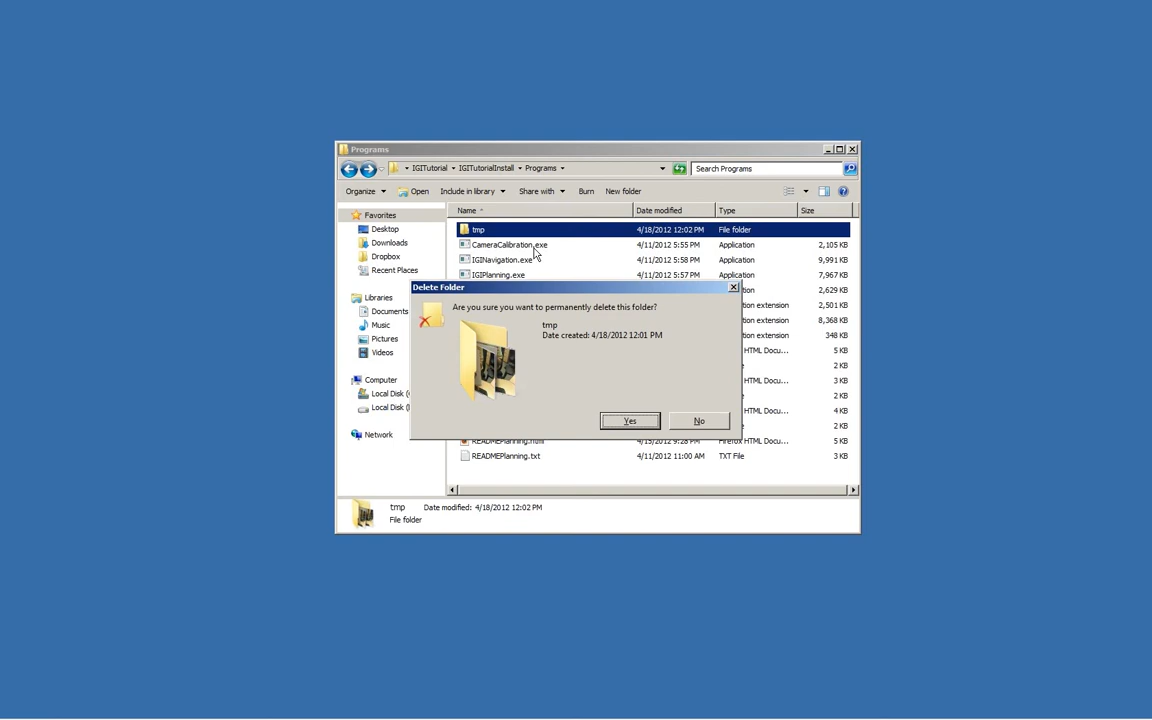 Programs
IGITutorial IGITutorialInstall Programs Search Programs
Organize Open Include in library Share with Burn New folder
Favorites
Desktop
Downloads
Dropbox
Recent Places
Libraries
Documents
Music
Pictures
Videos
Computer
Local Disk
Local Disk
Network
Name Date modified Type Size
tmp 4/18/2012 12:02 PM File folder
CameraCalibration.exe 4/11/2012 5:55 PM Application 2,105 KB
IGINavigation.exe 4/11/2012 5:58 PM Application 9,991 KB
IGIPlanning.exe 4/11/2012 5:57 PM Application 7,967 KB
2,629 KB
tion extension 2,501 KB
tion extension 8,368 KB
tion extension 348 KB
HTML Docu... 5 KB
2 KB
HTML Docu... 3 KB
2 KB
HTML Docu... 4 KB
2 KB
READMEPlanning.html 4/15/2012 9:28 PM Firefox HTML Docu... 5 KB
READMEPlanning.txt 4/11/2012 11:00 AM TXT File 3 KB
Delete Folder
Are you sure you want to permanently delete this folder?
tmp
Date created: 4/18/2012 12:01 PM
Yes No
tmp Date modified: 4/18/2012 12:02 PM
File folder